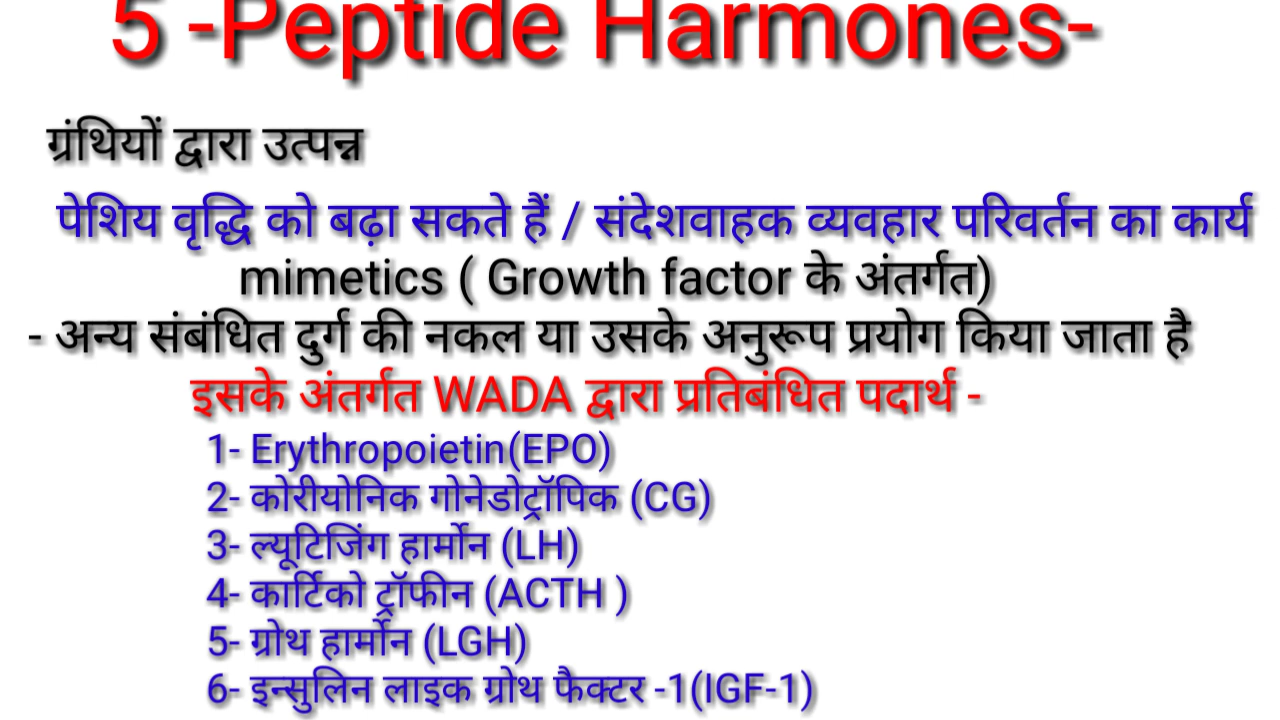 5 -Peptide Harmones-
ग्रंथियों द्वारा उत्पन्न
पेशिय वृद्धि को बढ़ा सकते हैं / संदेशवाहक व्यवहार परिवर्तन का कार्य
mimetics ( Growth factor के अंतर्गत)
- अन्य संबंधित दुर्ग की नकल या उसके अनुरूप प्रयोग किया जाता है
इसके अंतर्गत WADA द्वारा प्रतिबंधित पदार्थ -
1- Erythropoietin(EPO)
2- कोरीयोनिक गोनेडोट्रॉपिक (CG)
3- ल्यूटिजिंग हार्मोन (LH)
4- कार्टिको ट्रॉफीन (ACTH )
5- ग्रोथ हार्मोन (LGH)
6- इन्सुलिन लाइक ग्रोथ फैक्टर -1(IGF-1)